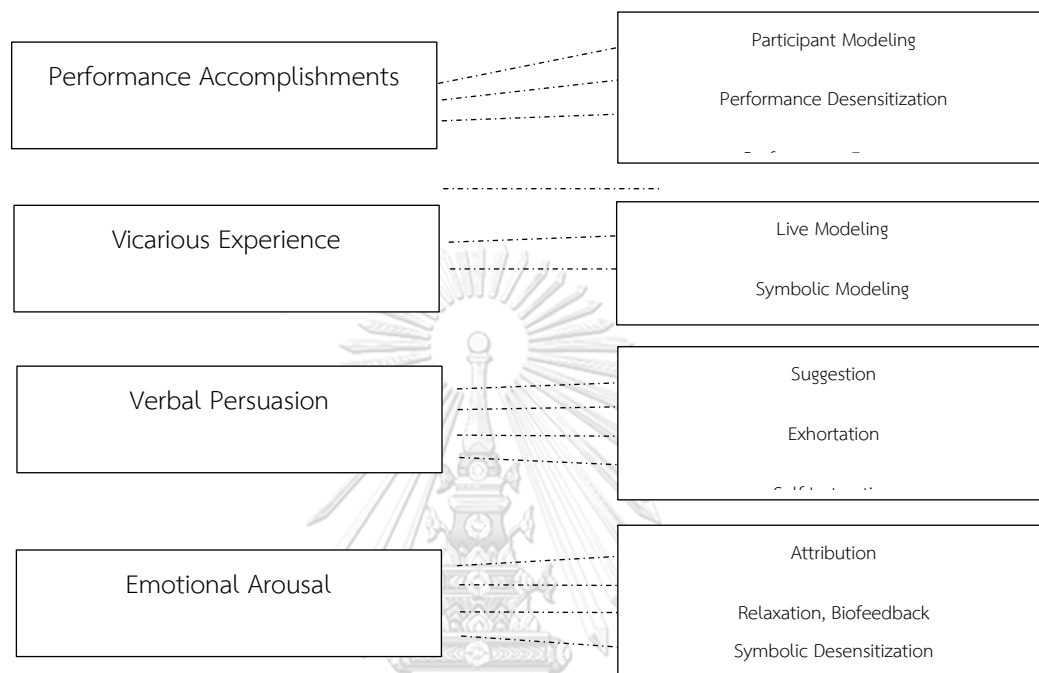 Performance Accomplishments
Participant Modeling
Performance Desensitization
Vicarious Experience
Live Modeling
Symbolic Modeling
Verbal Persuasion
Suggestion
Exhortation
Emotional Arousal
Attribution
Relaxation, Biofeedback
Symbolic Desensitization